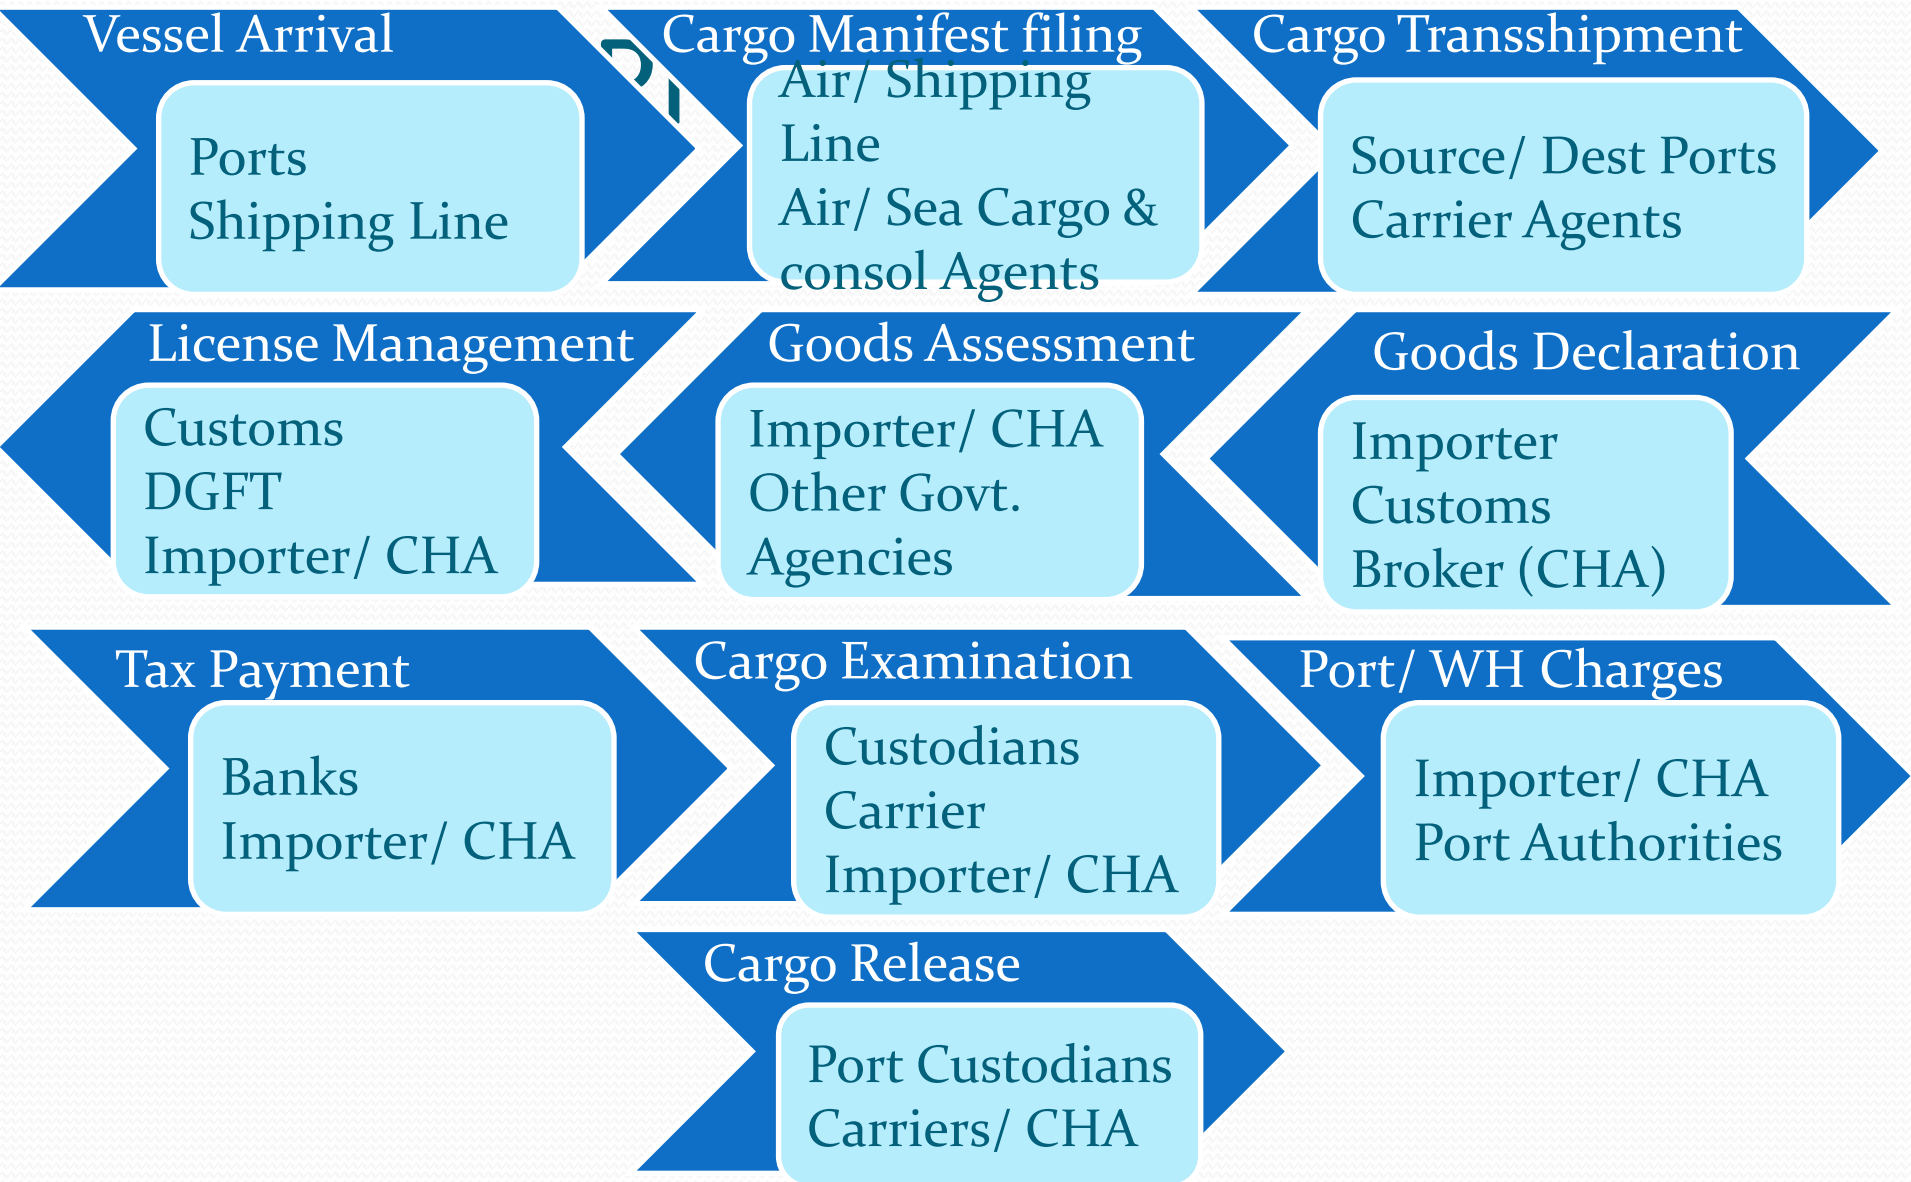 Vessel Arrival
Ports
Shipping Line
Cargo Manifest filing
Air/ Shipping
Line
Air/ Sea Cargo &
consol Agents
Cargo Transshipment
Source/ Dest Ports
Carrier Agents
License Management
Customs
DGFT
Importer/ CHA
Goods Assessment
Importer/ CHA
Other Govt.
Agencies
Goods Declaration
Importer
Customs
Broker (CHA)
Tax Payment
Banks
Importer/ CHA
Cargo Examination
Custodians
Carrier
Importer/ CHA
Port/ WH Charges
Importer/ CHA
Port Authorities
Cargo Release
Port Custodians
Carriers/ CHA